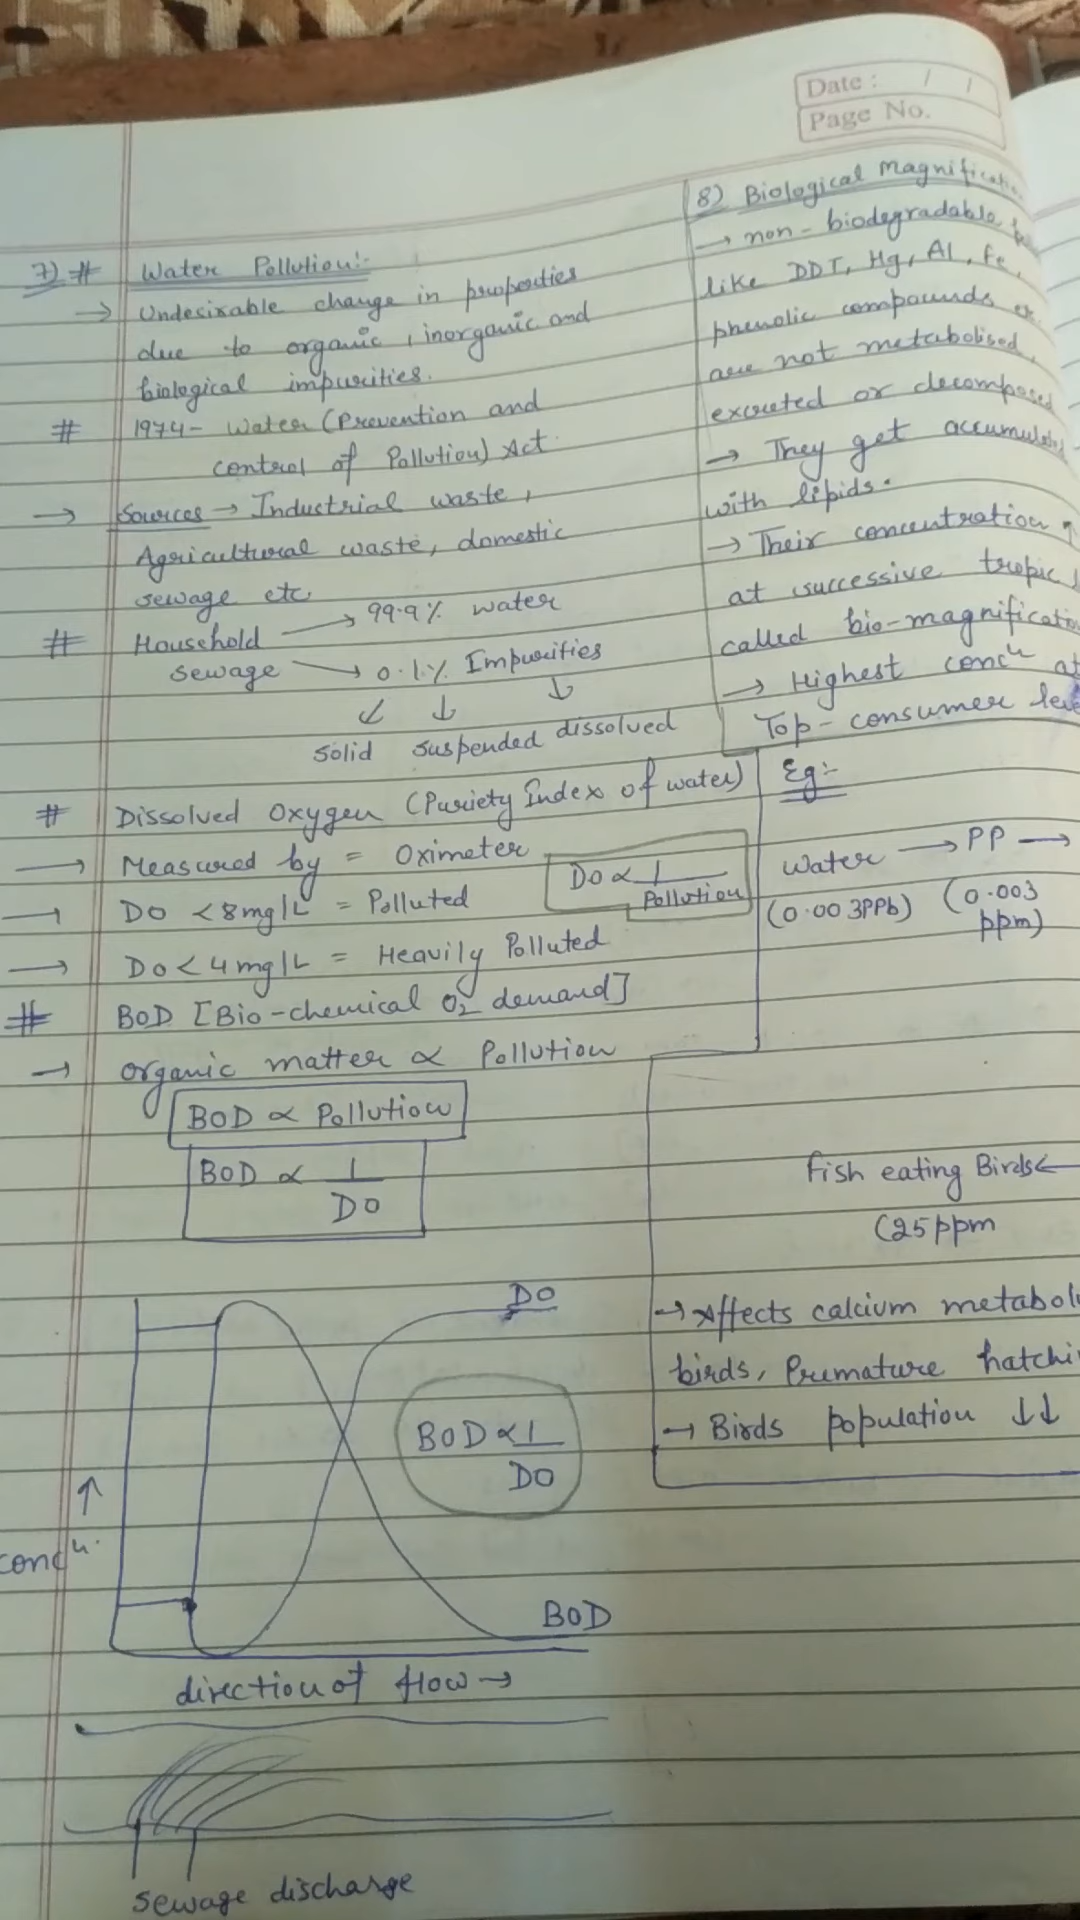 Date : / /
Page No.
7) # Water Pollution:-
→ Undesirable change in properties
due to organic, inorganic and
biological impurities.
# 1974- Water (Prevention and
control of Pollution) Act.
→ Sources → Industrial waste,
Agricultural waste, domestic
sewage etc.
# Household → 99.9% water
sewage → 0.1% Impurities
↓ ↓ ↓
solid suspended dissolved
# Dissolved Oxygen (Puriety Index of water)
→ Measured by = Oximeter
→ DO < 8mg/L = Polluted
DO ∝ 1/Pollution
→ DO < 4mg/L = Heavily Polluted
# BOD [Bio-chemical O2 demand]
→ organic matter ∝ Pollution
BOD ∝ Pollution
BOD ∝ 1/DO
DO
BOD ∝ 1/DO
↑
concn.
BOD
direction of flow →
sewage discharge
8) Biological Magnific
→ non-biodegradable
like DDT, Hg, Al, Fe,
phenolic compounds
are not metabolised,
excreted or decomposed
→ They get accumulated
with lipids.
→ Their concentration ↑
at successive tropic
called bio-magnificatio
→ Highest concn at
Top-consumer leve
Eg:-
Water → PP →
(0.003PPb) (0.003
ppm)
Fish eating Birds ←
(25ppm
→ Affects calcium metabol
birds, Premature hatchi
→ Birds population ↓↓